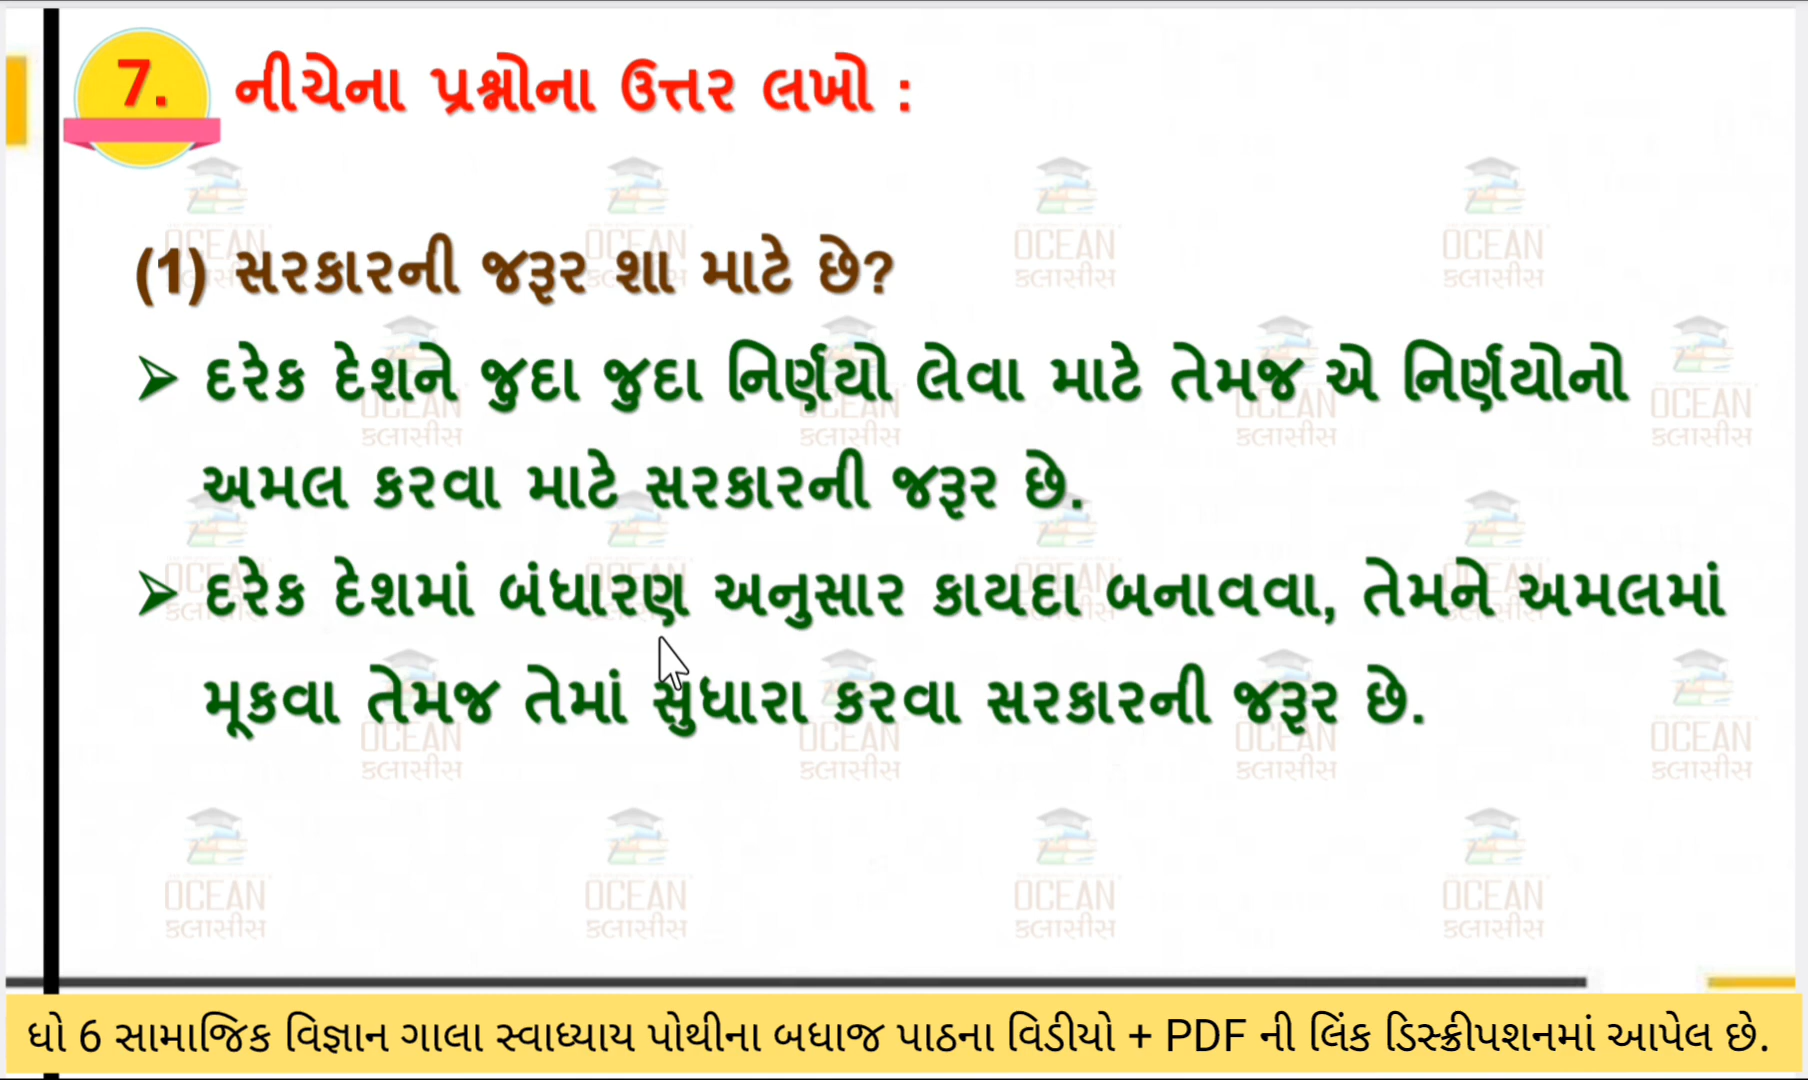 7. નીચેના પ્રશ્નોના ઉત્તર લખો :
(1) સરકારની જરૂર શા માટે છે?
➢ દરેક દેશને જુદા જુદા નિર્ણયો લેવા માટે તેમજ એ નિર્ણયોનો
અમલ કરવા માટે સરકારની જરૂર છે.
➢ દરેક દેશમાં બંધારણ અનુસાર કાયદા બનાવવા, તેમને અમલમાં
મૂકવા તેમજ તેમાં સુધારા કરવા સરકારની જરૂર છે.
OCEAN
ક્લાસીસ
ધો 6 સામાજિક વિજ્ઞાન ગાલા સ્વાધ્યાય પોથીના બધાજ પાઠના વિડીયો + PDF ની લિંક ડિસ્ક્રીપશનમાં આપેલ છે.